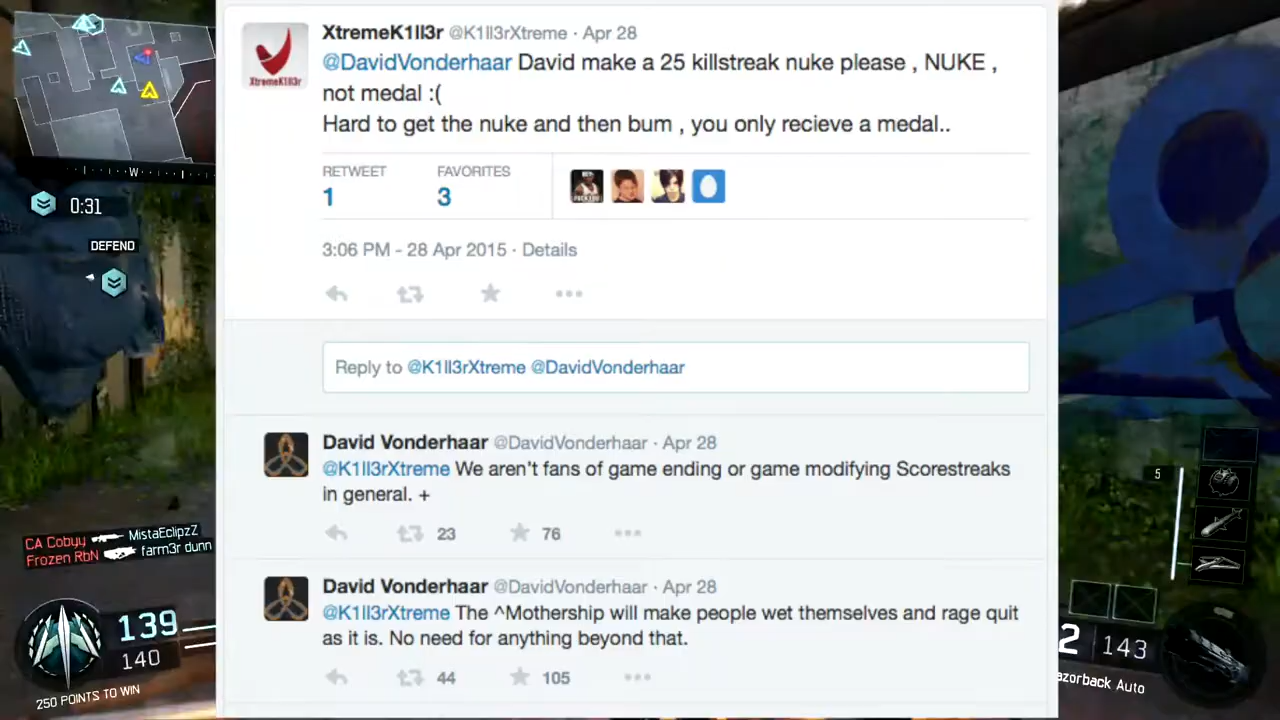 XtremeK1ll3r @K1ll3rXtreme · Apr 28
@DavidVonderhaar David make a 25 killstreak nuke please , NUKE ,
not medal :(
Hard to get the nuke and then bum , you only recieve a medal..
RETWEET FAVORITES
1 3
3:06 PM - 28 Apr 2015 · Details
Reply to @K1ll3rXtreme @DavidVonderhaar
David Vonderhaar @DavidVonderhaar · Apr 28
@K1ll3rXtreme We aren't fans of game ending or game modifying Scorestreaks
in general. +
23 76
David Vonderhaar @DavidVonderhaar · Apr 28
@K1ll3rXtreme The ^Mothership will make people wet themselves and rage quit
as it is. No need for anything beyond that.
44 105
XtremeK1ll3r
W
0:31
DEFEND
CA Cobyy MistaEclipzZ
Frozen RbN farm3r dunn
139
140
250 POINTS TO WIN
5
2 143
azorback Auto